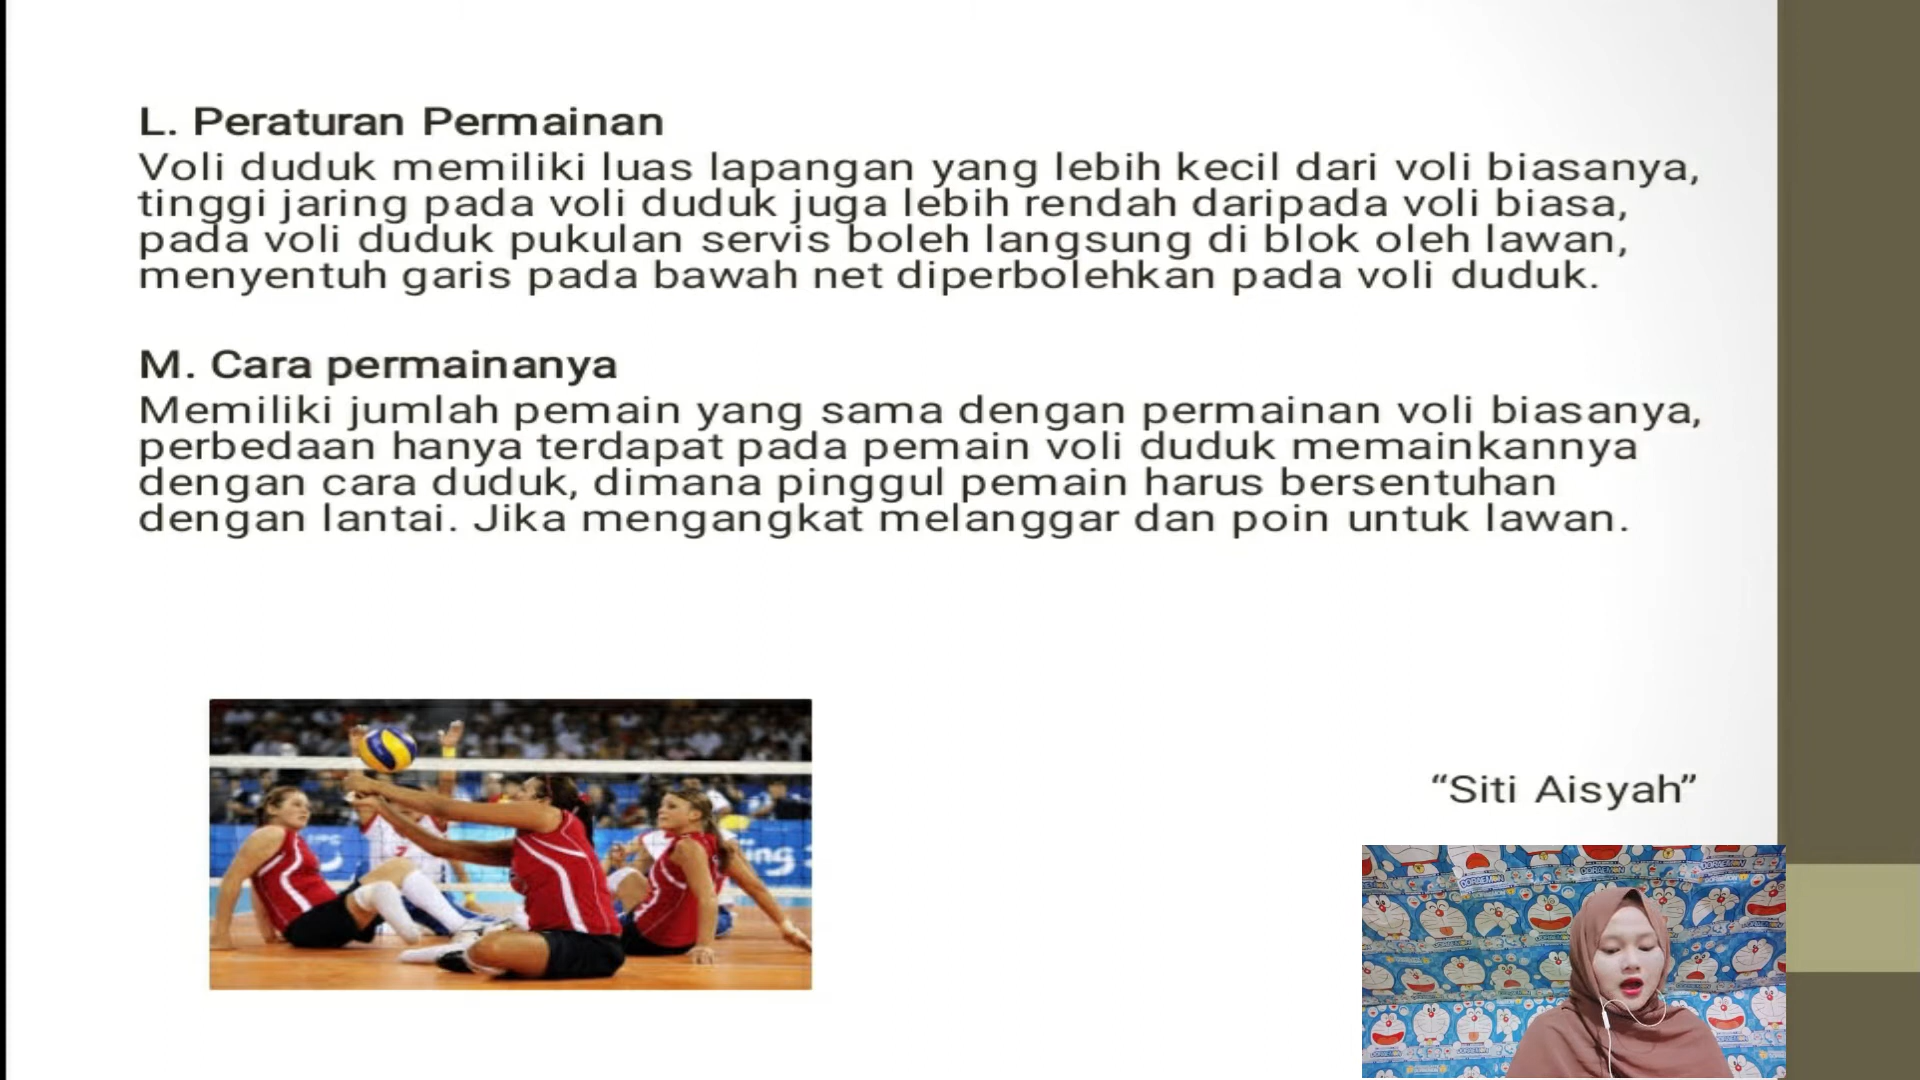 L. Peraturan Permainan
Voli duduk memiliki luas lapangan yang lebih kecil dari voli biasanya,
tinggi jaring pada voli duduk juga lebih rendah daripada voli biasa,
pada voli duduk pukulan servis boleh langsung di blok oleh lawan,
menyentuh garis pada bawah net diperbolehkan pada voli duduk.
M. Cara permainanya
Memiliki jumlah pemain yang sama dengan permainan voli biasanya,
perbedaan hanya terdapat pada pemain voli duduk memainkannya
dengan cara duduk, dimana pinggul pemain harus bersentuhan
dengan lantai. Jika mengangkat melanggar dan poin untuk lawan.
“Siti Aisyah”
DORAEMON
DORAEMON